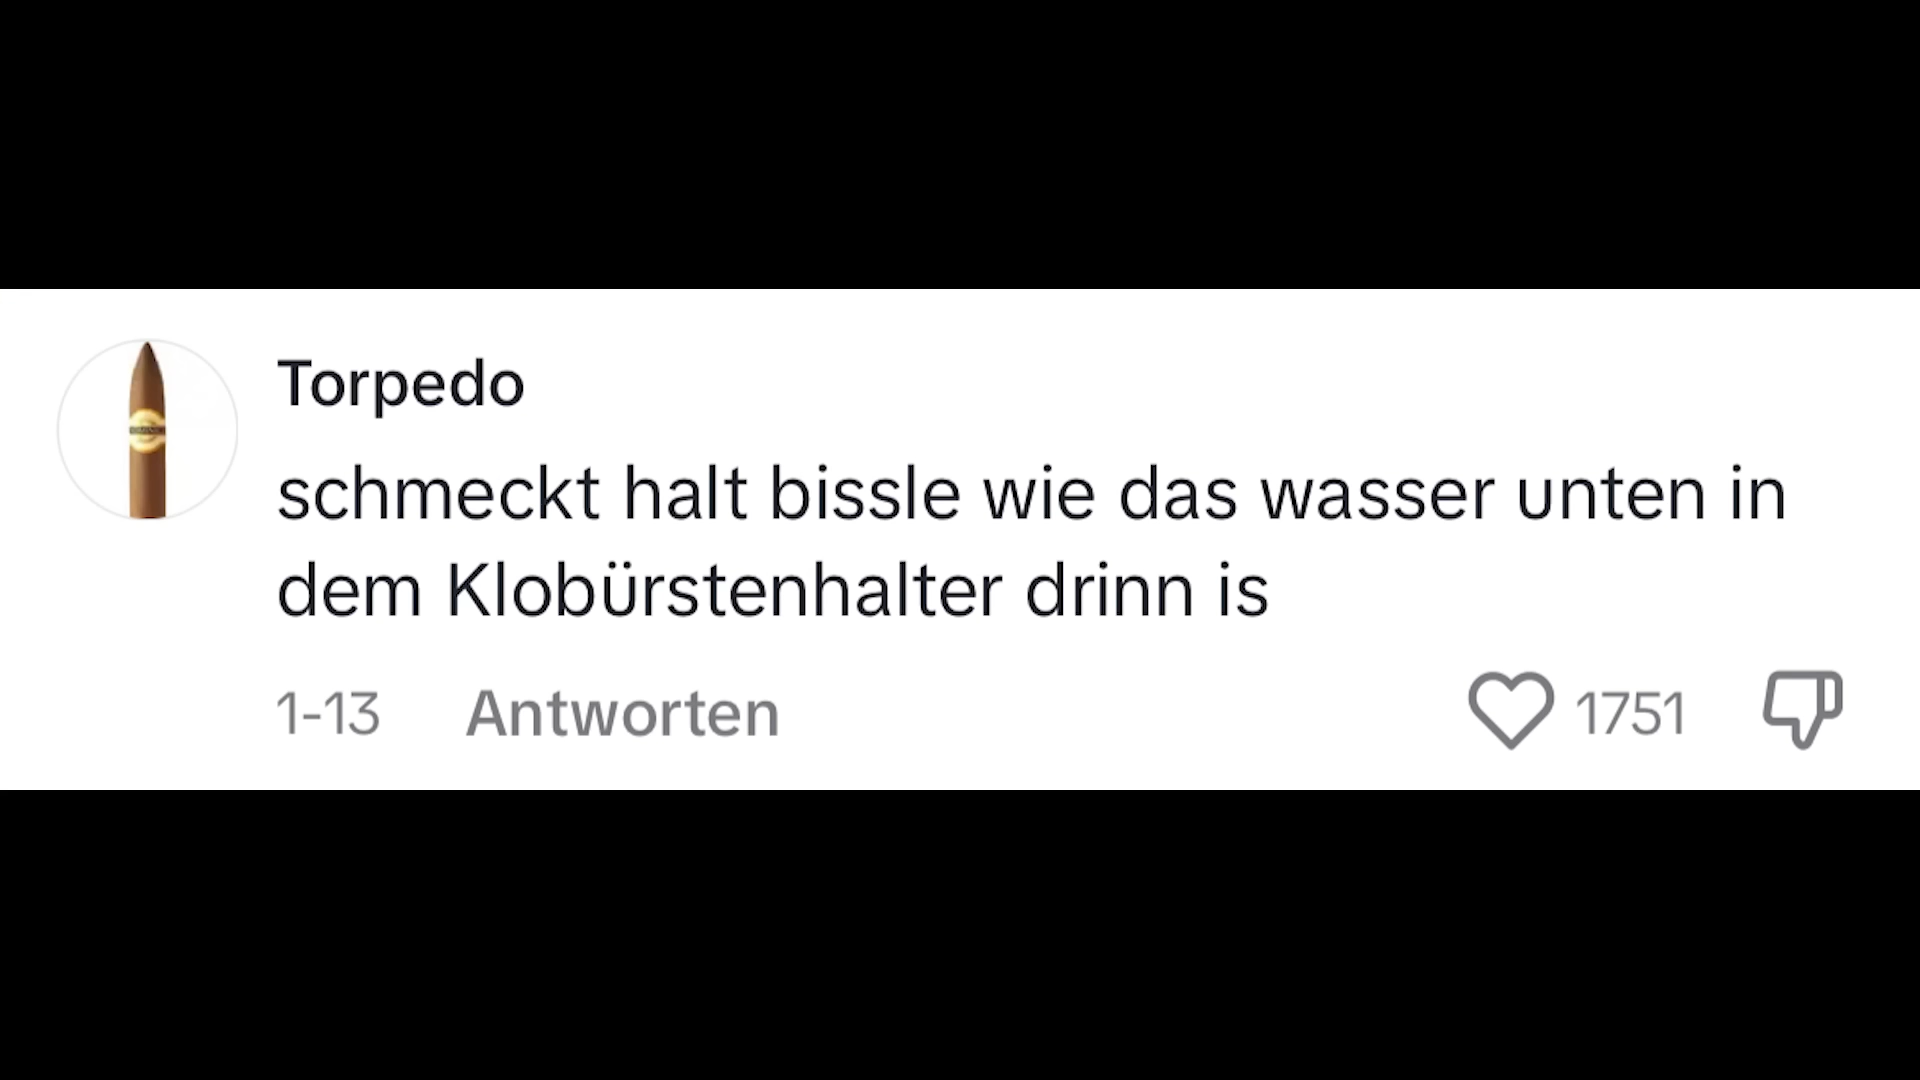 Torpedo
schmeckt halt bissle wie das wasser unten in
dem Klobürstenhalter drinn is
1-13 Antworten 1751